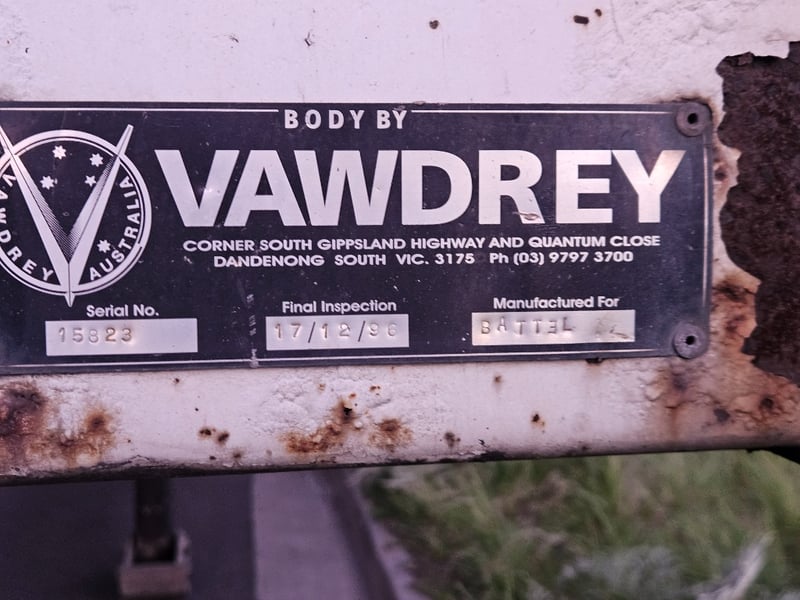 BODY BY
VAWDREY
VAWDREY AUSTRALIA
CORNER SOUTH GIPPSLAND HIGHWAY AND QUANTUM CLOSE
DANDENONG SOUTH VIC. 3175 Ph (03) 9797 3700
Serial No. Final Inspection Manufactured For
15823 17/12/96 BATTEL